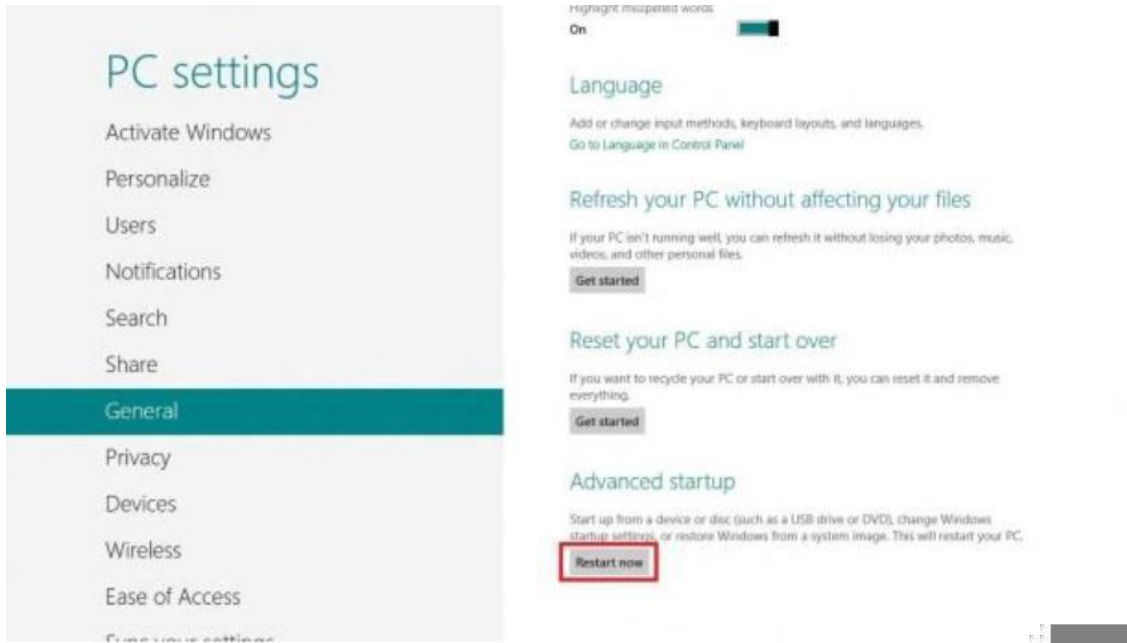 PC settings
Activate Windows
Personalize
Users
Notifications
Search
Share
General
Privacy
Devices
Wireless
Ease of Access
Sync your settings
Highlight misspelled words
On
Language
Add or change input methods, keyboard layouts, and languages.
Go to Language in Control Panel
Refresh your PC without affecting your files
If your PC isn't running well, you can refresh it without losing your photos, music,
videos, and other personal files.
Get started
Reset your PC and start over
If you want to recycle your PC or start over with it, you can reset it and remove
everything.
Get started
Advanced startup
Start up from a device or disc (such as a USB drive or DVD), change Windows
startup settings, or restore Windows from a system image. This will restart your PC.
Restart now